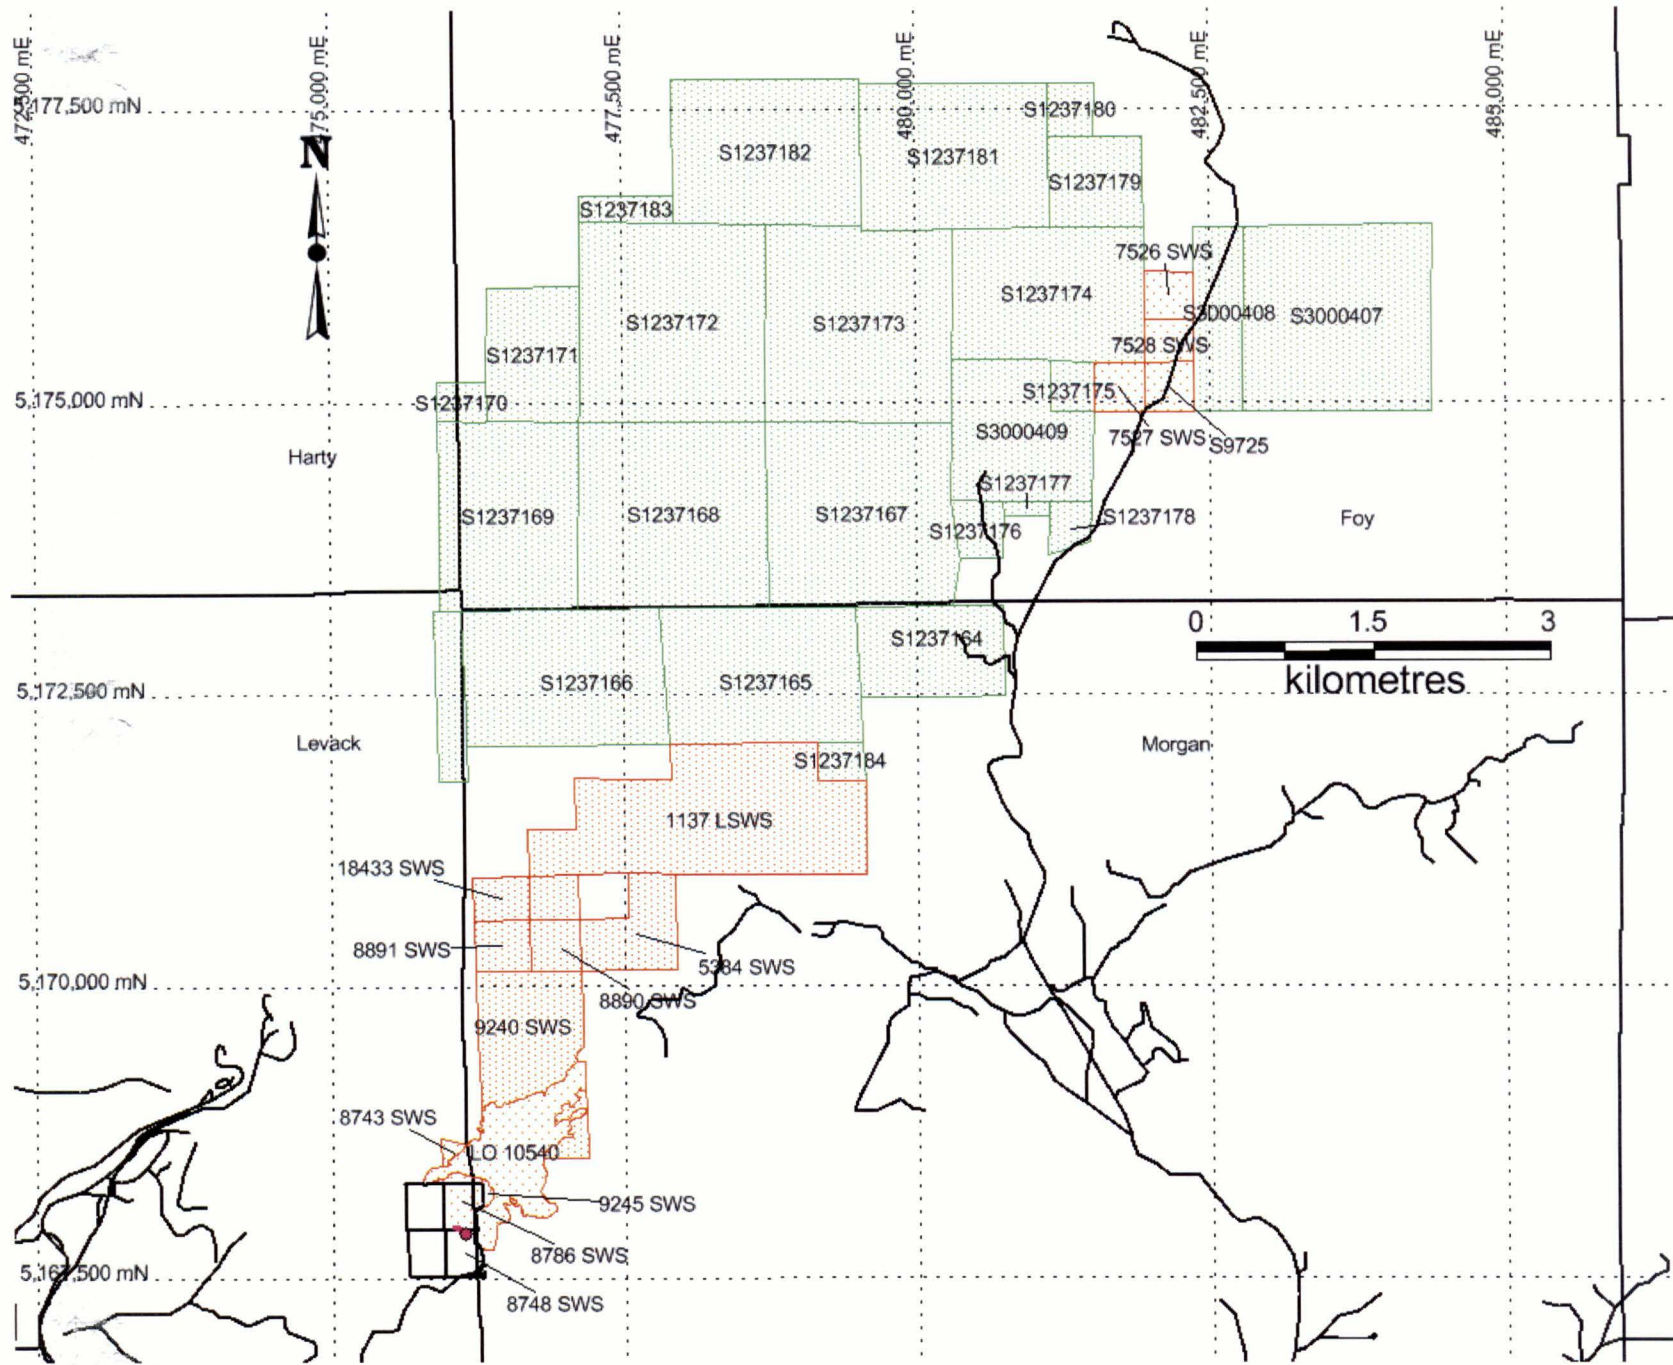 472,500 mE
475,000 mE
477,500 mE
480,000 mE
482,500 mE
485,000 mE
5,177,500 mN
S1237180
N
S1237182
S1237181
S1237179
S1237183
7526 SWS
S1237174
S3000408
S3000407
S1237172
S1237173
7528 SWS
S1237171
S1237175
5,175,000 mN
S1237170
S3000409
7527 SWS
S9725
Harty
S1237177
S1237169
S1237168
S1237167
S1237176
S1237178
Foy
0 1.5 3
kilometres
S1237164
S1237166
S1237165
5,172,500 mN
Levack
Morgan
S1237184
1137 LSWS
18433 SWS
8891 SWS
5384 SWS
5,170,000 mN
8890 SWS
9240 SWS
8743 SWS
LO 10540
9245 SWS
8786 SWS
5,167,500 mN
8748 SWS